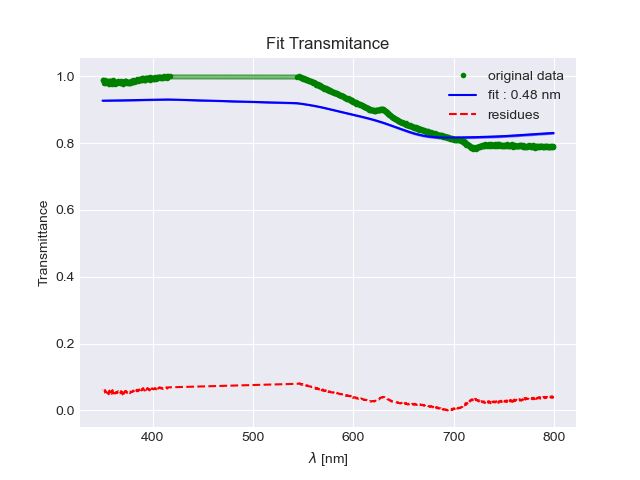 Fit Transmitance
1.0
0.8
0.6
0.4
0.2
0.0
Transmittance
original data
fit : 0.48 nm
residues
400
500
600
700
800
λ [nm]